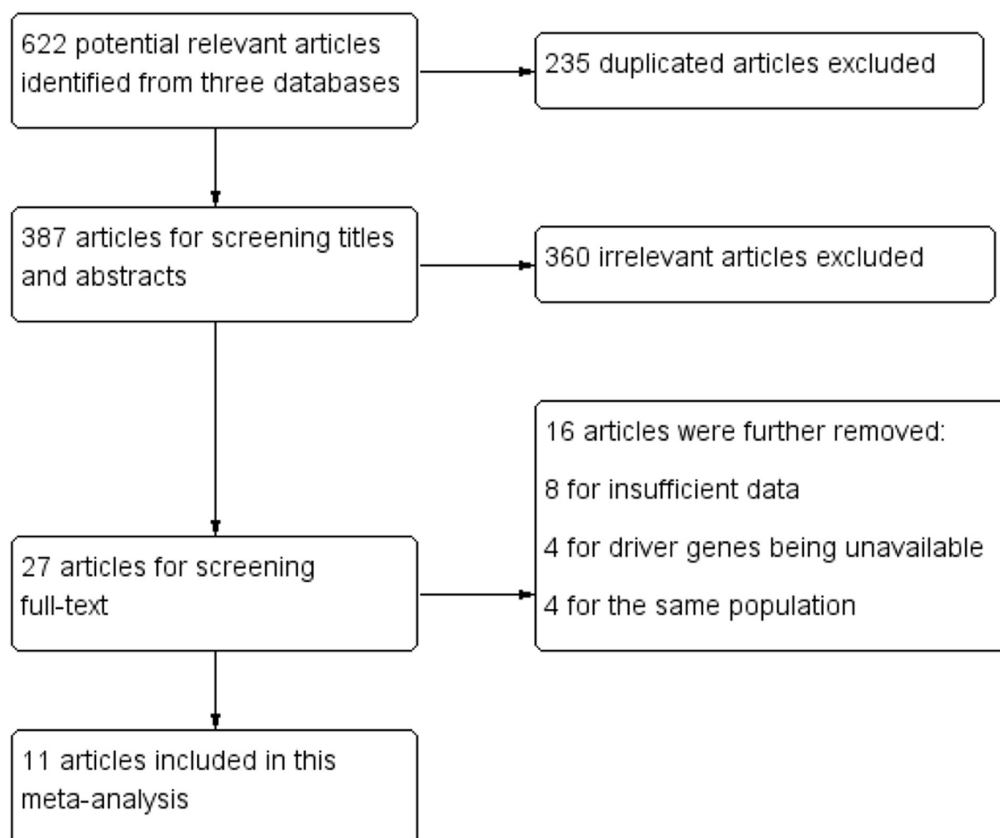 622 potential relevant articles
identified from three databases
235 duplicated articles excluded
387 articles for screening titles
and abstracts
360 irrelevant articles excluded
16 articles were further removed:
8 for insufficient data
4 for driver genes being unavailable
4 for the same population
27 articles for screening
full-text
11 articles included in this
meta-analysis